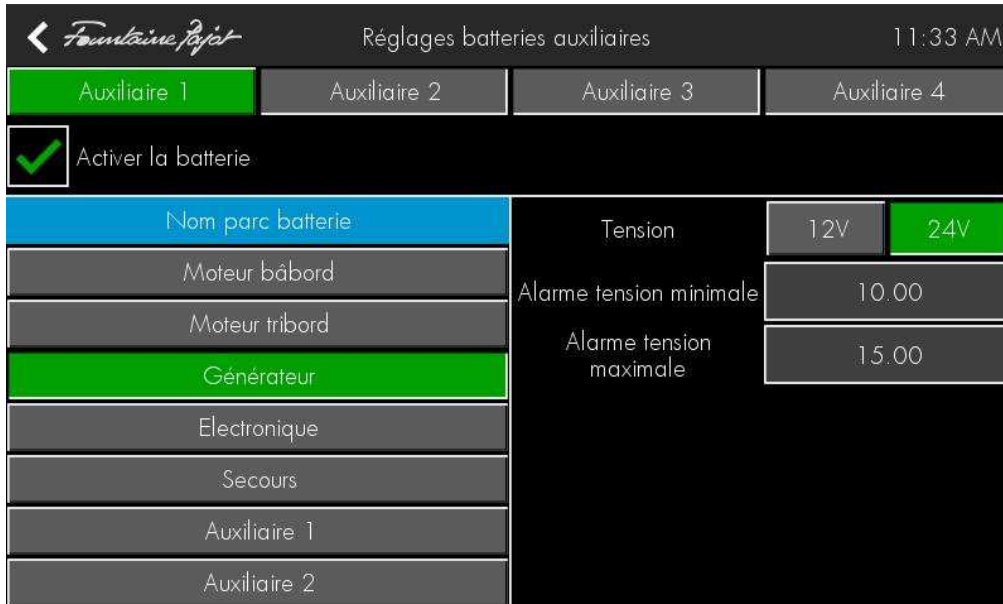 Fountaine Pajot Réglages batteries auxiliaires 11:33 AM
Auxiliaire 1 Auxiliaire 2 Auxiliaire 3 Auxiliaire 4
Activer la batterie
Nom parc batterie
Moteur bâbord
Moteur tribord
Générateur
Electronique
Secours
Auxiliaire 1
Auxiliaire 2
Tension 12V 24V
Alarme tension minimale 10.00
Alarme tension
maximale 15.00